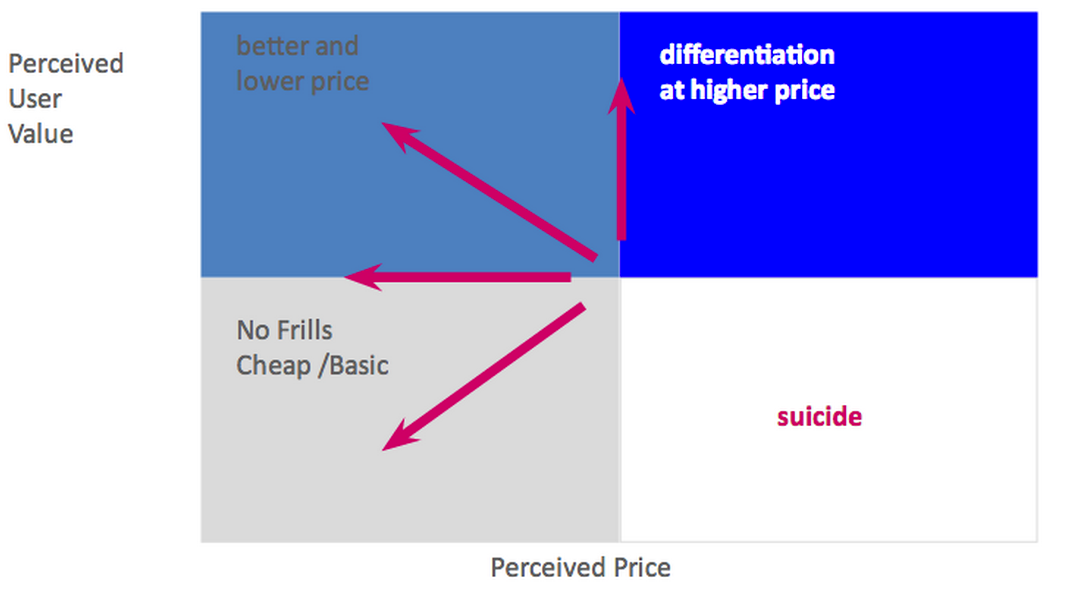 Perceived
User
Value
better and
lower price
differentiation
at higher price
No Frills
Cheap /Basic
suicide
Perceived Price